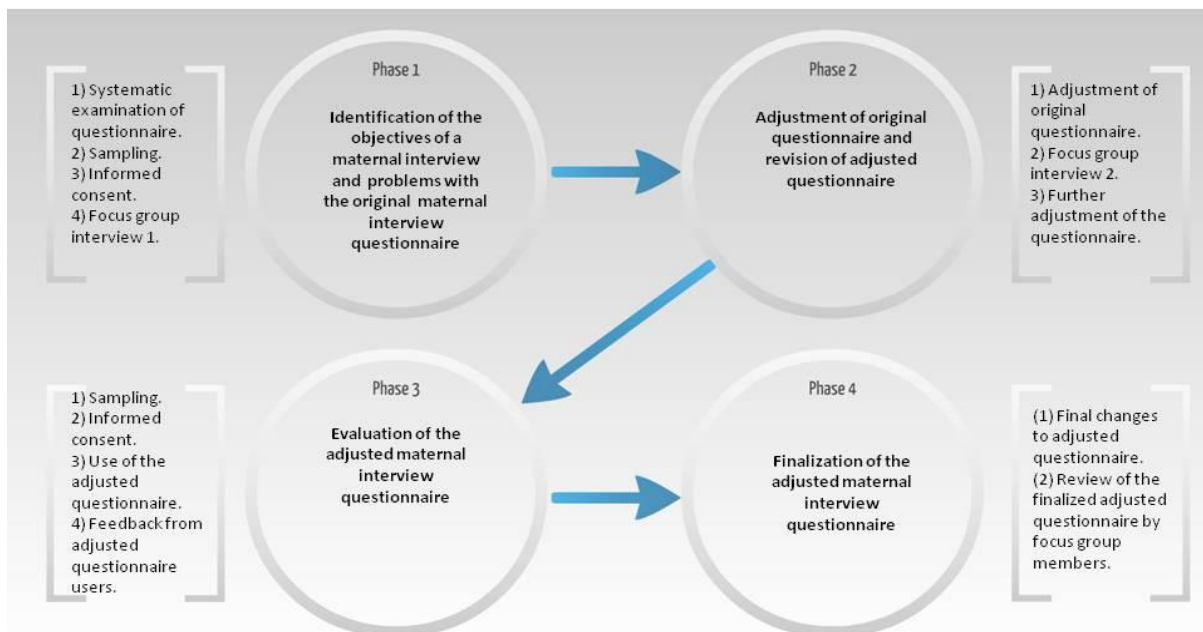 1) Systematic
examination of
questionnaire.
2) Sampling.
3) Informed
consent.
4) Focus group
interview 1.
Phase 1
Identification of the
objectives of a
maternal interview
and problems with
the original maternal
interview
questionnaire
Phase 2
Adjustment of original
questionnaire and
revision of adjusted
questionnaire
1) Adjustment of
original
questionnaire.
2) Focus group
interview 2.
3) Further
adjustment of the
questionnaire.
1) Sampling.
2) Informed
consent.
3) Use of the
adjusted
questionnaire.
4) Feedback from
adjusted
questionnaire
users.
Phase 3
Evaluation of the
adjusted maternal
interview
questionnaire
Phase 4
Finalization of the
adjusted maternal
interview
questionnaire
(1) Final changes
to adjusted
questionnaire.
(2) Review of the
finalized adjusted
questionnaire by
focus group
members.